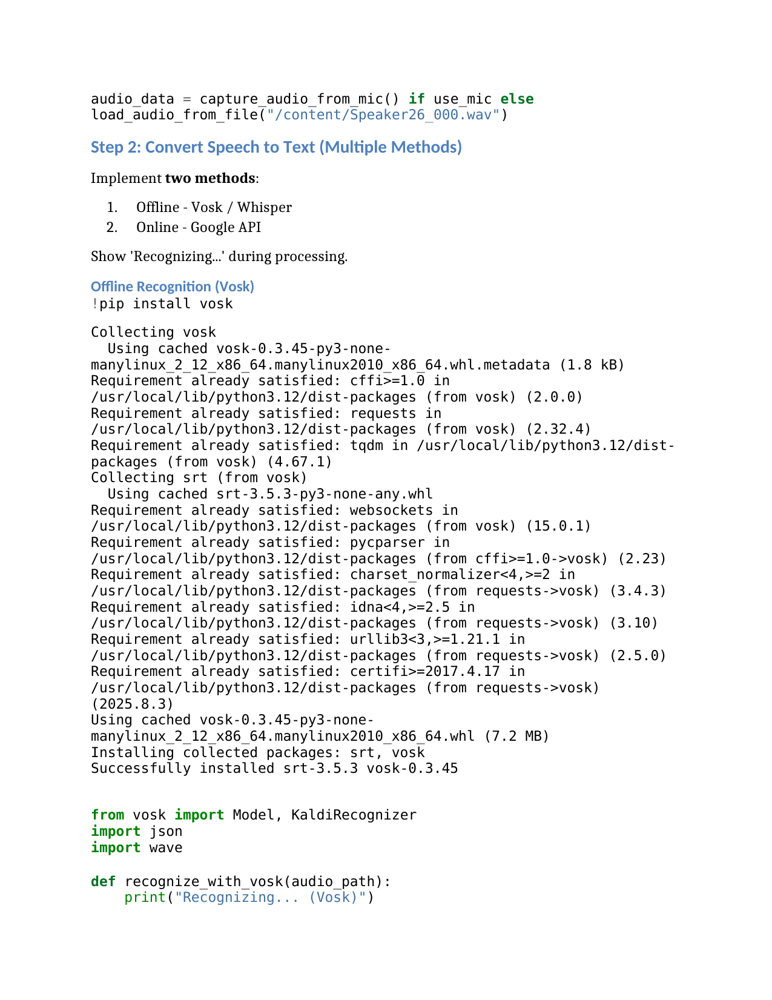 audio_data = capture_audio_from_mic() if use_mic else
load_audio_from_file("/content/Speaker26_000.wav")
Step 2: Convert Speech to Text (Multiple Methods)
Implement two methods:
1. Offline - Vosk / Whisper
2. Online - Google API
Show 'Recognizing...' during processing.
Offline Recognition (Vosk)
!pip install vosk
Collecting vosk
  Using cached vosk-0.3.45-py3-none-
manylinux_2_12_x86_64.manylinux2010_x86_64.whl.metadata (1.8 kB)
Requirement already satisfied: cffi>=1.0 in
/usr/local/lib/python3.12/dist-packages (from vosk) (2.0.0)
Requirement already satisfied: requests in
/usr/local/lib/python3.12/dist-packages (from vosk) (2.32.4)
Requirement already satisfied: tqdm in /usr/local/lib/python3.12/dist-
packages (from vosk) (4.67.1)
Collecting srt (from vosk)
  Using cached srt-3.5.3-py3-none-any.whl
Requirement already satisfied: websockets in
/usr/local/lib/python3.12/dist-packages (from vosk) (15.0.1)
Requirement already satisfied: pycparser in
/usr/local/lib/python3.12/dist-packages (from cffi>=1.0->vosk) (2.23)
Requirement already satisfied: charset_normalizer<4,>=2 in
/usr/local/lib/python3.12/dist-packages (from requests->vosk) (3.4.3)
Requirement already satisfied: idna<4,>=2.5 in
/usr/local/lib/python3.12/dist-packages (from requests->vosk) (3.10)
Requirement already satisfied: urllib3<3,>=1.21.1 in
/usr/local/lib/python3.12/dist-packages (from requests->vosk) (2.5.0)
Requirement already satisfied: certifi>=2017.4.17 in
/usr/local/lib/python3.12/dist-packages (from requests->vosk)
(2025.8.3)
Using cached vosk-0.3.45-py3-none-
manylinux_2_12_x86_64.manylinux2010_x86_64.whl (7.2 MB)
Installing collected packages: srt, vosk
Successfully installed srt-3.5.3 vosk-0.3.45
from vosk import Model, KaldiRecognizer
import json
import wave
def recognize_with_vosk(audio_path):
    print("Recognizing... (Vosk)")